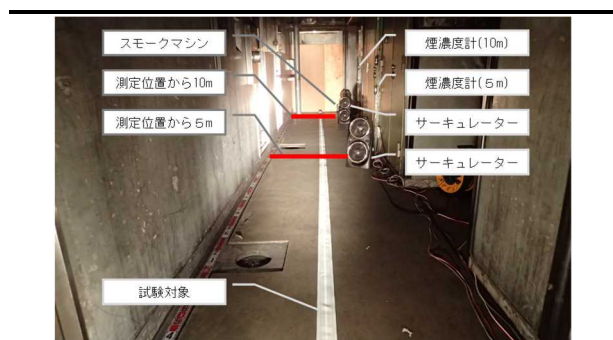 スモークマシン
測定位置から10m
測定位置から5m
試験対象
煙濃度計(10m)
煙濃度計(5m)
サーキュレーター
サーキュレーター